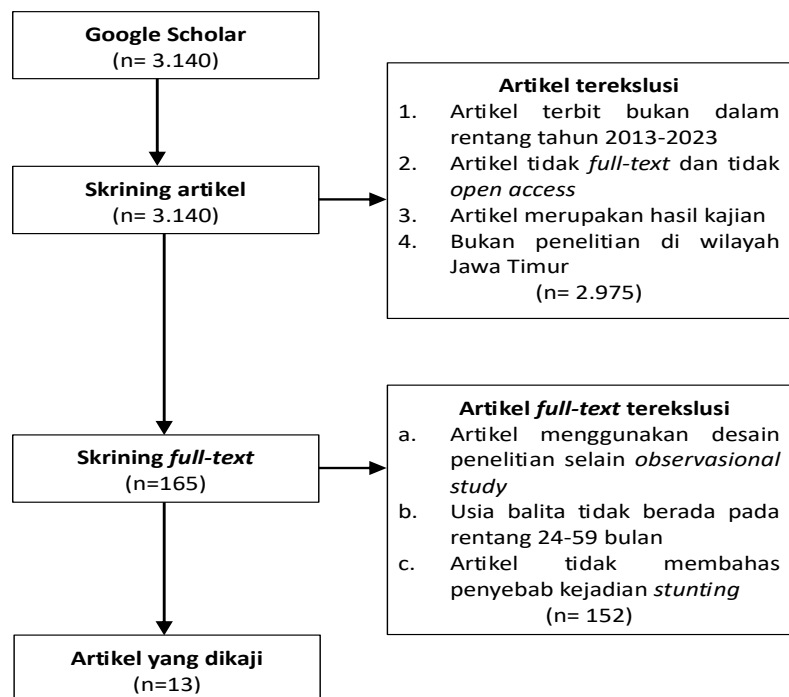 Google Scholar
(n= 3.140)
Skrining artikel
(n= 3.140)
Artikel terekslusi
1. Artikel terbit bukan dalam
rentang tahun 2013-2023
2. Artikel tidak full-text dan tidak
open access
3. Artikel merupakan hasil kajian
4. Bukan penelitian di wilayah
Jawa Timur
(n= 2.975)
Skrining full-text
(n=165)
Artikel full-text terekslusi
a. Artikel menggunakan desain
penelitian selain observasional
study
b. Usia balita tidak berada pada
rentang 24-59 bulan
c. Artikel tidak membahas
penyebab kejadian stunting
(n= 152)
Artikel yang dikaji
(n=13)